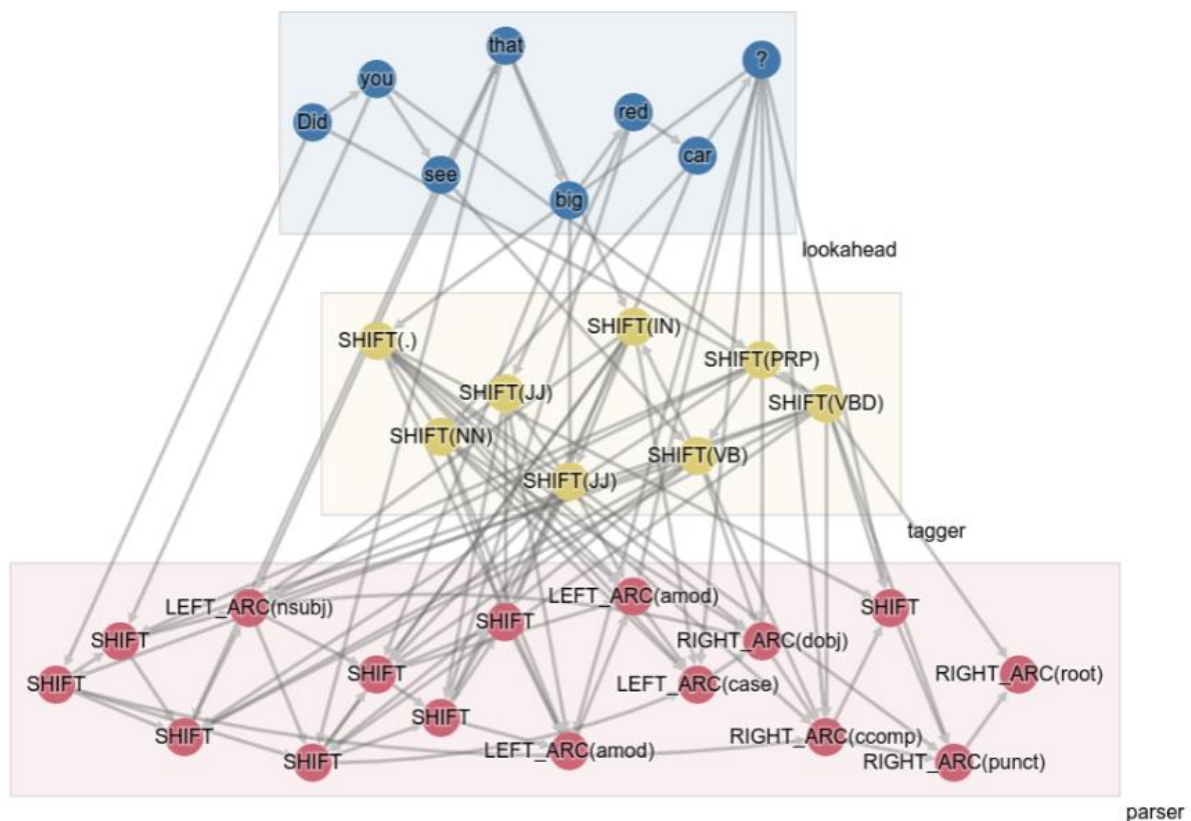 that
?
you
red
Did
car
see
big
lookahead
SHIFT(IN)
SHIFT(.)
SHIFT(PRP)
SHIFT(JJ)
SHIFT(VBD)
SHIFT(NN)
SHIFT(VB)
SHIFT(JJ)
tagger
LEFT_ARC(amod)
LEFT_ARC(nsubj)
SHIFT
SHIFT
SHIFT
RIGHT_ARC(dobj)
SHIFT
RIGHT_ARC(root)
SHIFT
LEFT_ARC(case)
SHIFT
SHIFT
RIGHT_ARC(ccomp)
LEFT_ARC(amod)
SHIFT
RIGHT_ARC(punct)
parser